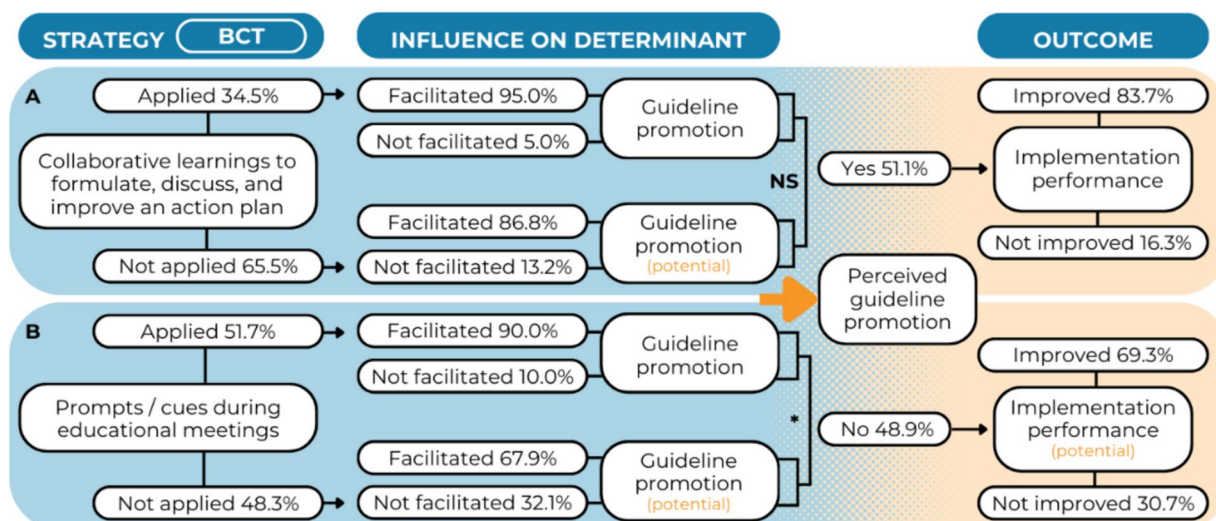 STRATEGY BCT
INFLUENCE ON DETERMINANT
OUTCOME
A
Applied 34.5%
Collaborative learnings to
formulate, discuss, and
improve an action plan
Not applied 65.5%
Facilitated 95.0%
Not facilitated 5.0%
Guideline
promotion
Facilitated 86.8%
Not facilitated 13.2%
Guideline
promotion
(potential)
NS
B
Applied 51.7%
Prompts / cues during
educational meetings
Not applied 48.3%
Facilitated 90.0%
Not facilitated 10.0%
Guideline
promotion
Facilitated 67.9%
Not facilitated 32.1%
Guideline
promotion
(potential)
*
Yes 51.1%
Perceived
guideline
promotion
No 48.9%
Improved 83.7%
Implementation
performance
Not improved 16.3%
Improved 69.3%
Implementation
performance
(potential)
Not improved 30.7%